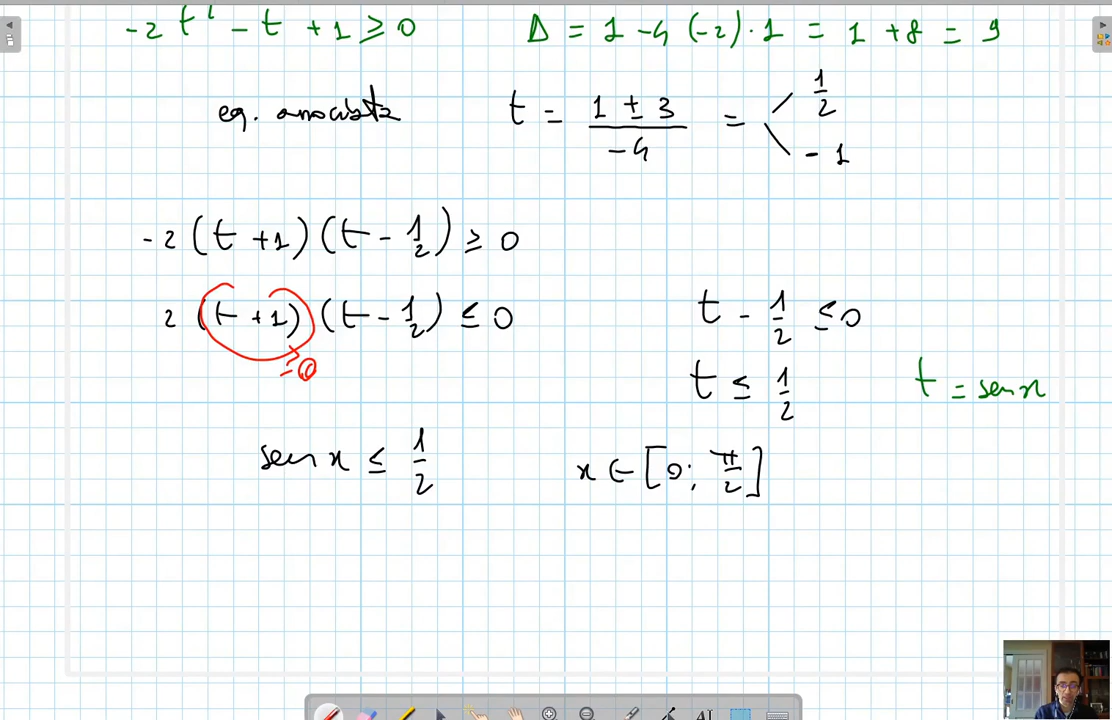 -2 t² - t + 1 ≥ 0    Δ = 1 - 4 (-2) · 1 = 1 + 8 = 9
eq. associata    t = (1 ± 3)/(-4) = < 1/2
- 1
-2 (t + 1) (t - 1/2) ≥ 0
2 (t + 1) (t - 1/2) ≤ 0    t - 1/2 ≤ 0
≥ 0    t ≤ 1/2    t = sen x
sen x ≤ 1/2    x ∈ [0; π/2]